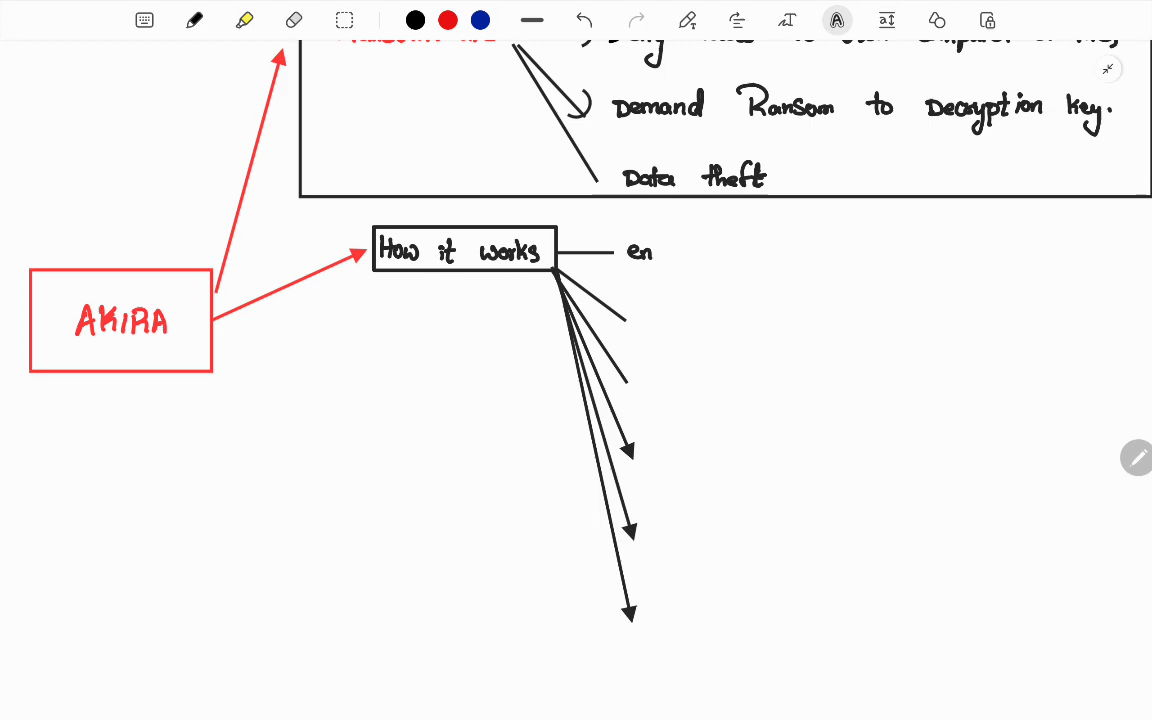 Demand Ransom to Decryption key.
Data theft
How it works en
AKIRA